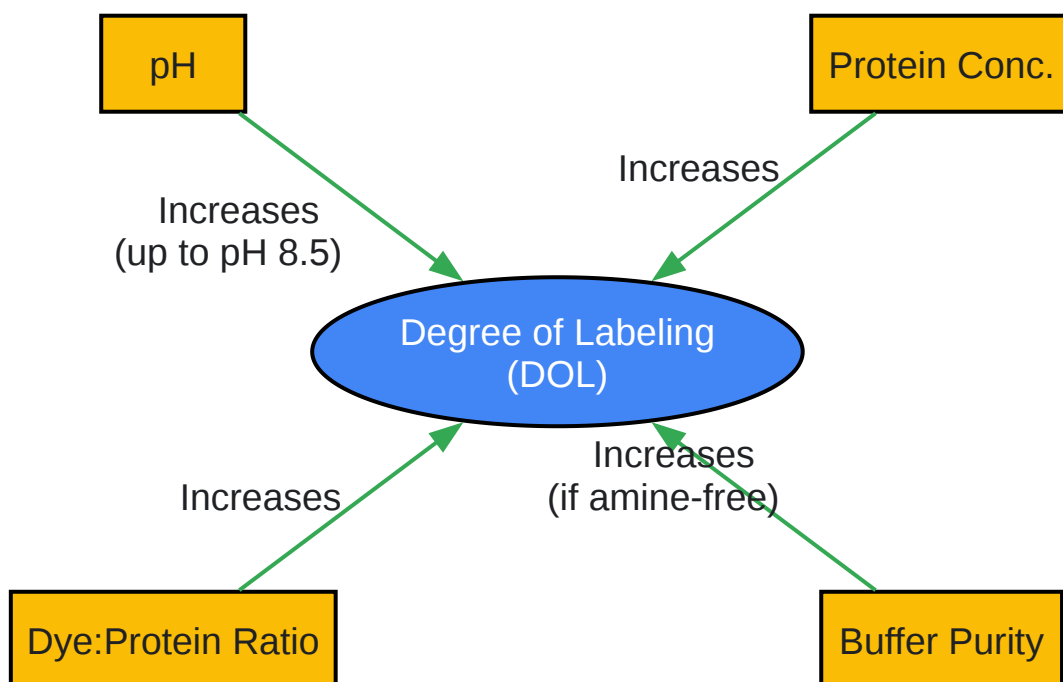 pH
Protein Conc.
Increases
Increases
(up to pH 8.5)
Degree of Labeling
(DOL)
Increases
(if amine-free)
Increases
Dye:Protein Ratio
Buffer Purity